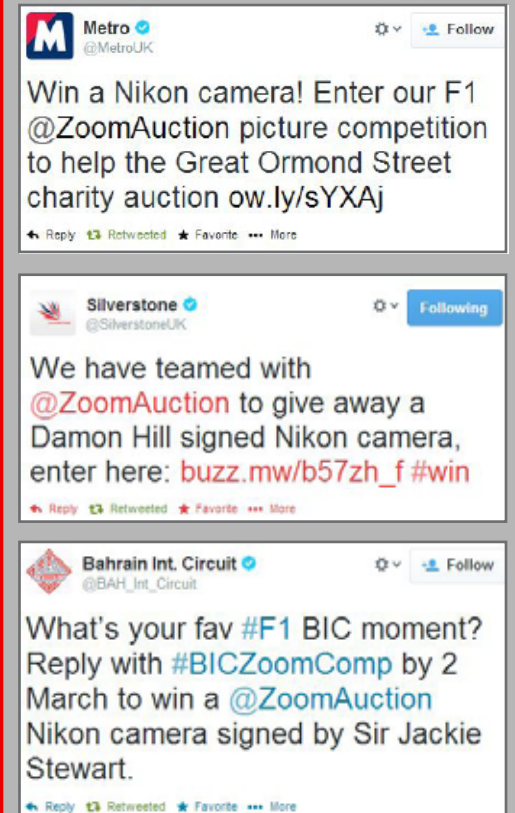 Metro
Follow
@MetroUK
Win a Nikon camera! Enter our F1
@ZoomAuction picture competition
to help the Great Ormond Street
charity auction ow.ly/sYXAj
Reply Retweeted Favorite More
Silverstone
Following
@SilverstoneUK
We have teamed with
@ZoomAuction to give away a
Damon Hill signed Nikon camera,
enter here: buzz.mw/b57zh_f #win
Reply Retweeted Favorite More
Bahrain Int. Circuit
Follow
@BAH_Int_Circuit
What's your fav #F1 BIC moment?
Reply with #BICZoomComp by 2
March to win a @ZoomAuction
Nikon camera signed by Sir Jackie
Stewart.
Reply Retweeted Favorite More